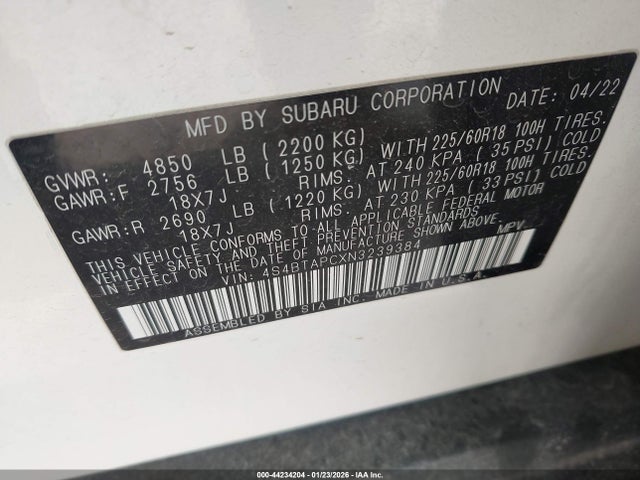 MFD BY SUBARU CORPORATION DATE: 04/22
GVWR: 4850 LB (2200 KG)
GAWR:F 2756 LB (1250 KG) WITH 225/60R18 100H TIRES.
18X7J RIMS. AT 240 KPA (35 PSI) COLD
GAWR:R 2690 LB (1220 KG) WITH 225/60R18 100H TIRES.
18X7J RIMS. AT 230 KPA (33 PSI) COLD
THIS VEHICLE CONFORMS TO ALL APPLICABLE FEDERAL MOTOR
VEHICLE SAFETY AND THEFT PREVENTION STANDARDS
IN EFFECT ON THE DATE OF MANUFACTURE SHOWN ABOVE.
VIN: 4S4BTAPCXN3239384 MPV
ASSEMBLED BY SIA INC. MADE IN U.S.A.
000-44234204 - 01/23/2026 - IAA Inc.